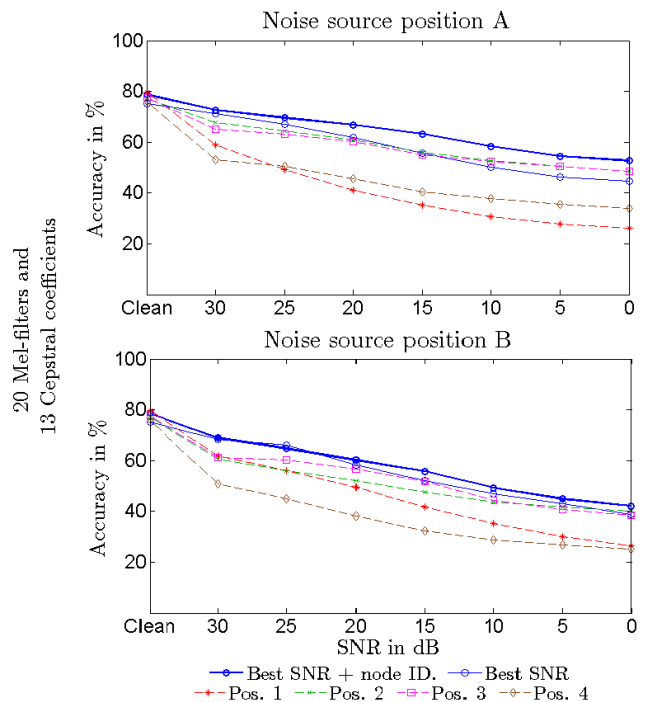 Noise source position A
100
80
60
40
20
Accuracy in %
Clean 30 25 20 15 10 5 0
20 Mel-filters and
13 Cepstral coefficients
Noise source position B
100
80
60
40
20
Accuracy in %
Clean 30 25 20 15 10 5 0
SNR in dB
Best SNR + node ID. Best SNR
Pos. 1 Pos. 2 Pos. 3 Pos. 4